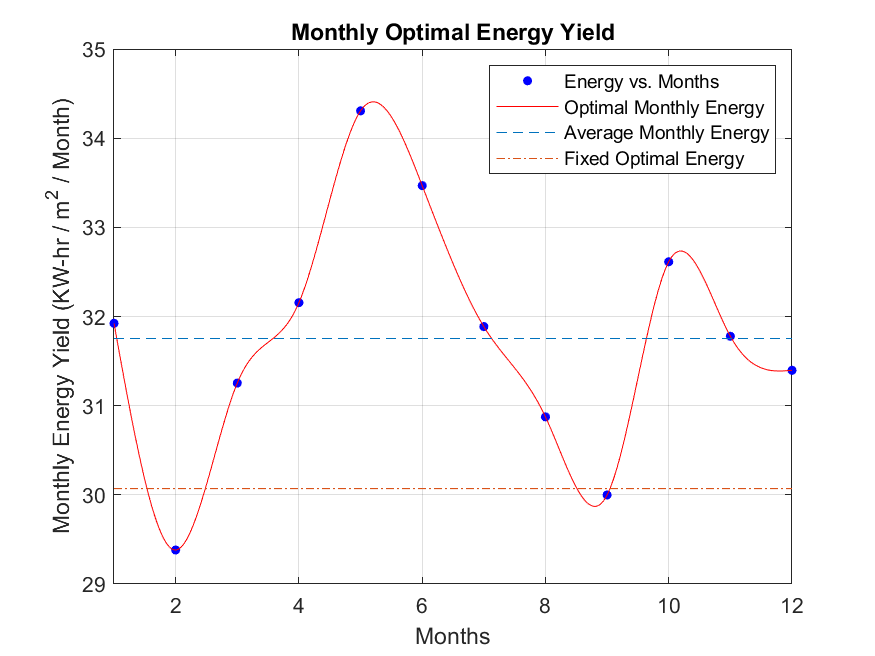 Monthly Optimal Energy Yield
Energy vs. Months
Optimal Monthly Energy
Average Monthly Energy
Fixed Optimal Energy
Monthly Energy Yield (KW-hr / m² / Month)
35
34
33
32
31
30
29
2 4 6 8 10 12
Months